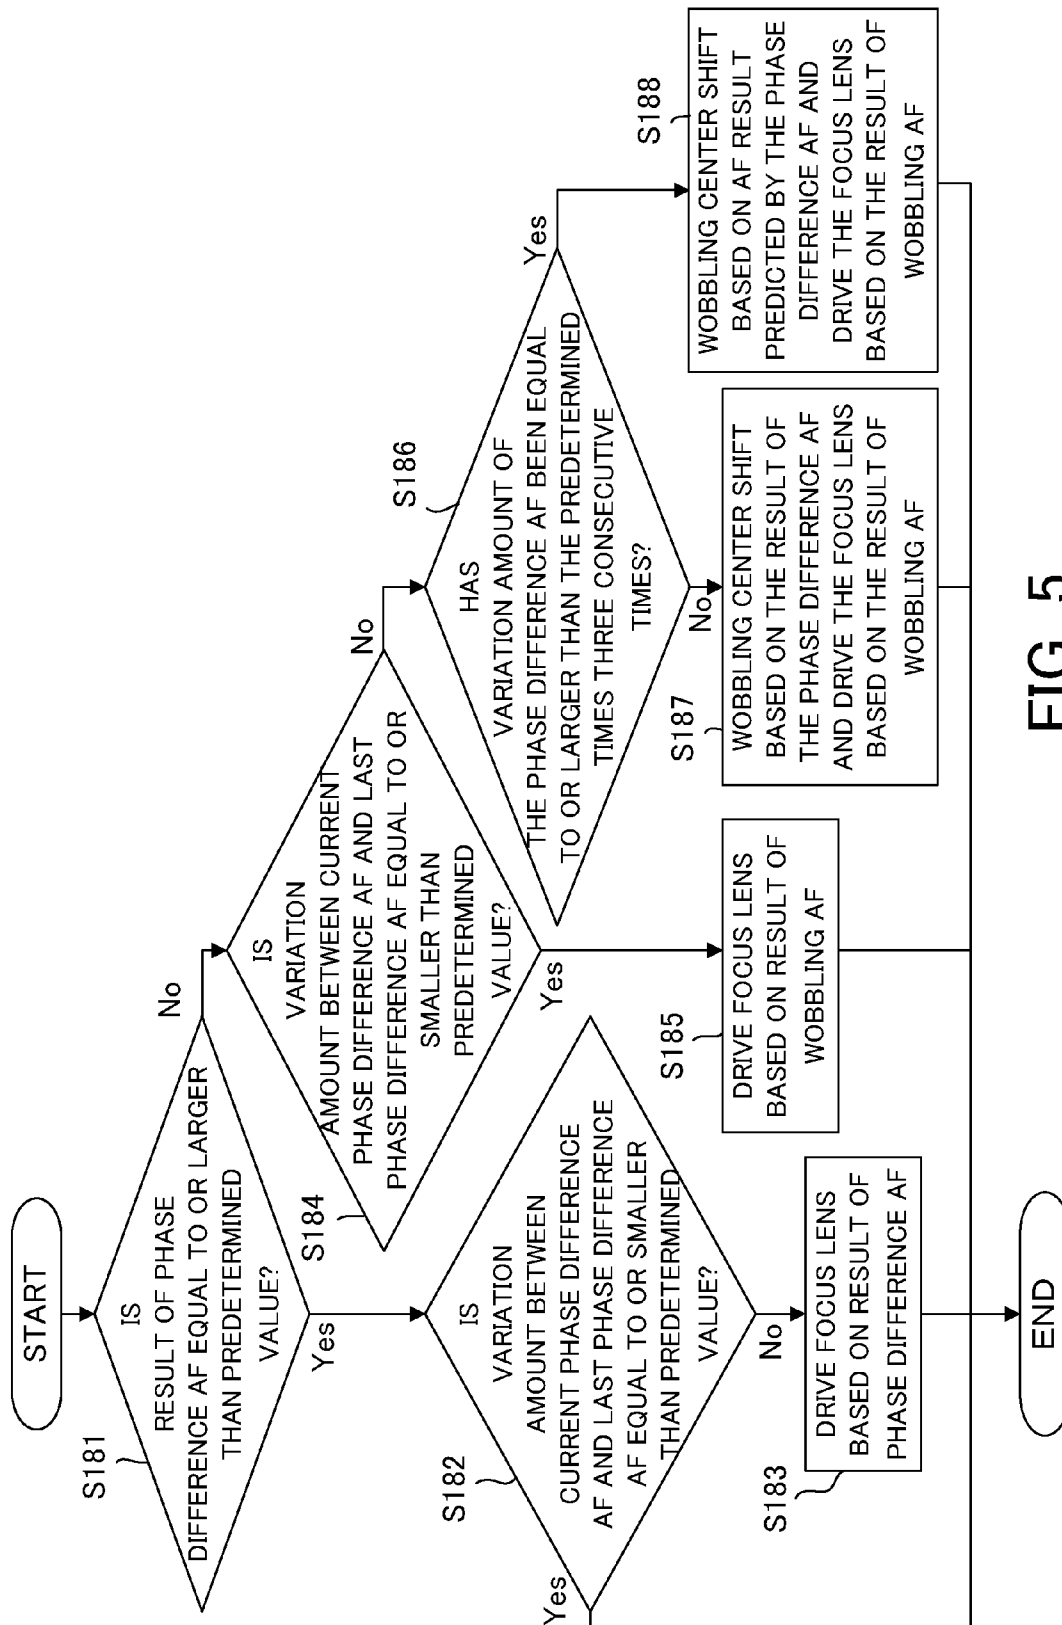 START
S181
IS
RESULT OF PHASE
DIFFERENCE AF EQUAL TO OR LARGER
THAN PREDETERMINED
VALUE?
No
Yes
S182
IS
VARIATION
AMOUNT BETWEEN
CURRENT PHASE DIFFERENCE
AF AND LAST PHASE DIFFERENCE
AF EQUAL TO OR SMALLER
THAN PREDETERMINED
VALUE?
Yes
No
S183
DRIVE FOCUS LENS
BASED ON RESULT OF
PHASE DIFFERENCE AF
S184
IS
VARIATION
AMOUNT BETWEEN CURRENT
PHASE DIFFERENCE AF AND LAST
PHASE DIFFERENCE AF EQUAL TO OR
SMALLER THAN
PREDETERMINED
VALUE?
No
Yes
S185
DRIVE FOCUS LENS
BASED ON RESULT OF
WOBBLING AF
S186
HAS
VARIATION AMOUNT OF
THE PHASE DIFFERENCE AF BEEN EQUAL
TO OR LARGER THAN THE PREDETERMINED
TIMES THREE CONSECUTIVE
TIMES?
Yes
No
S187
WOBBLING CENTER SHIFT
BASED ON THE RESULT OF
THE PHASE DIFFERENCE AF
AND DRIVE THE FOCUS LENS
BASED ON THE RESULT OF
WOBBLING AF
S188
WOBBLING CENTER SHIFT
BASED ON AF RESULT
PREDICTED BY THE PHASE
DIFFERENCE AF AND
DRIVE THE FOCUS LENS
BASED ON THE RESULT OF
WOBBLING AF
END
FIG. 5